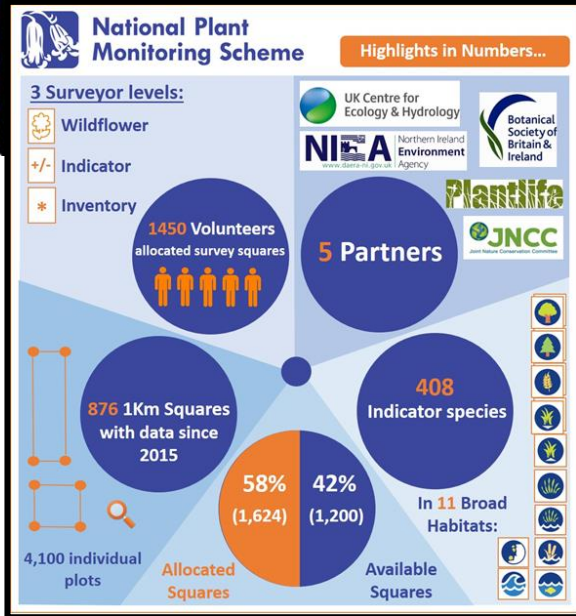 National Plant
Monitoring Scheme
Highlights in Numbers...
3 Surveyor levels:
Wildflower
+/- Indicator
* Inventory
1450 Volunteers
allocated survey squares
UK Centre for
Ecology & Hydrology
Botanical
Society of
Britain &
Ireland
NIEA
Northern Ireland
Environment
Agency
www.daera-ni.gov.uk
Plantlife
JNCC
Joint Nature Conservation Committee
5 Partners
876 1Km Squares
with data since
2015
4,100 individual
plots
408
Indicator species
In 11 Broad
Habitats:
58%
(1,624)
42%
(1,200)
Allocated
Squares
Available
Squares